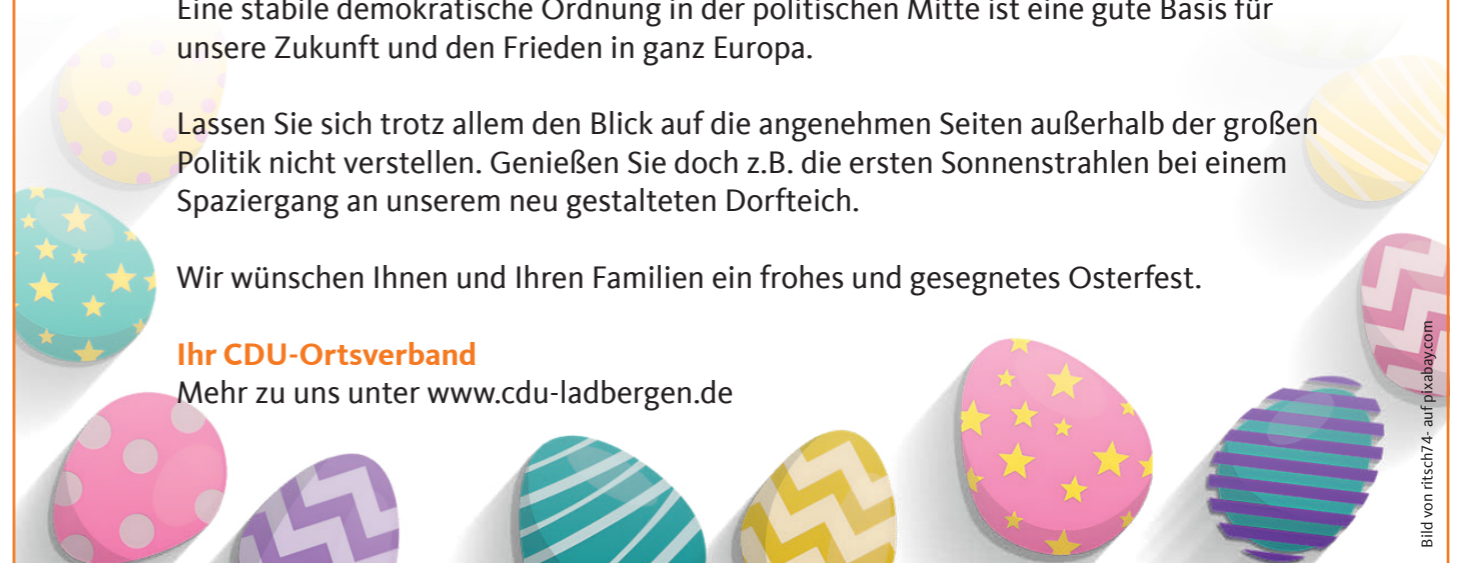 Eine stabile demokratische Ordnung in der politischen Mitte ist eine gute Basis für
unsere Zukunft und den Frieden in ganz Europa.
Lassen Sie sich trotz allem den Blick auf die angenehmen Seiten außerhalb der großen
Politik nicht verstellen. Genießen Sie doch z.B. die ersten Sonnenstrahlen bei einem
Spaziergang an unserem neu gestalteten Dorfteich.
Wir wünschen Ihnen und Ihren Familien ein frohes und gesegnetes Osterfest.
Ihr CDU-Ortsverband
Mehr zu uns unter www.cdu-ladbergen.de
Bild von ritsch74- auf pixabay.com